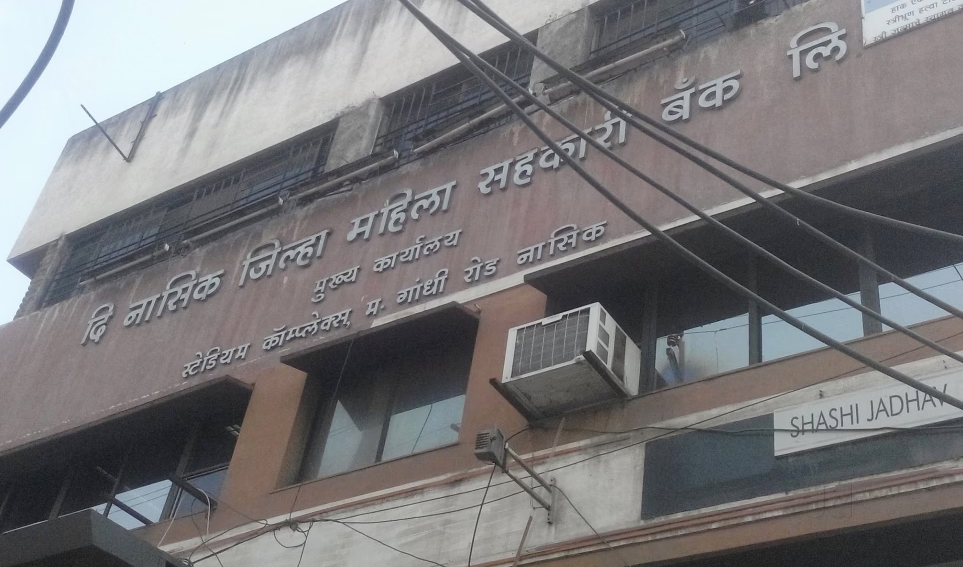 दि नासिक जिल्हा महिला सहकारी बँक लि
मुख्य कार्यालय
स्टेडियम कॉम्प्लेक्स, म. गांधी रोड नासिक
SHASHI JADHAV